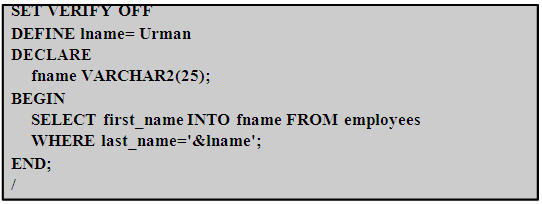 SET VERIFY OFF
DEFINE lname= Urman
DECLARE
fname VARCHAR2(25);
BEGIN
SELECT first_name INTO fname FROM employees
WHERE last_name='&lname';
END;
/